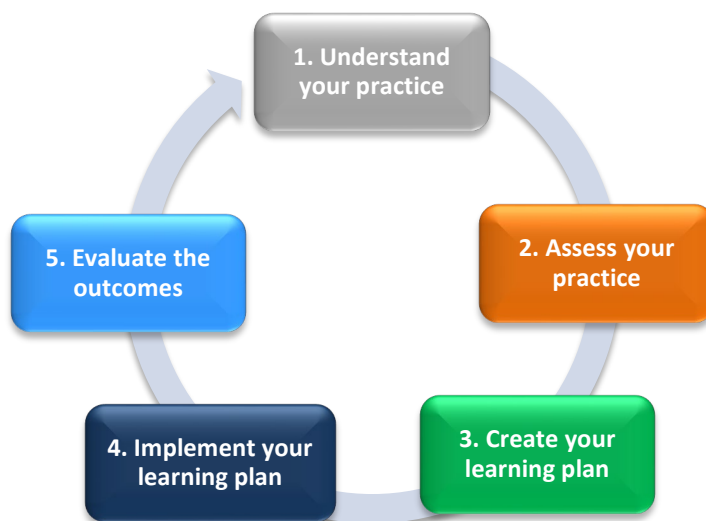 1. Understand
your practice
2. Assess your
practice
3. Create your
learning plan
4. Implement your
learning plan
5. Evaluate the
outcomes